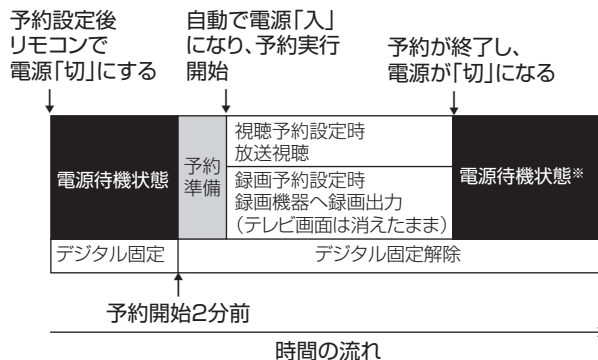 予約設定後
リモコンで
電源「切」にする
自動で電源「入」
になり、予約実行
開始
予約が終了し、
電源が「切」になる
電源待機状態
予約
準備
視聴予約設定時
放送視聴
録画予約設定時
録画機器へ録画出力
（テレビ画面は消えたまま）
電源待機状態※
デジタル固定
デジタル固定解除
予約開始2分前
時間の流れ